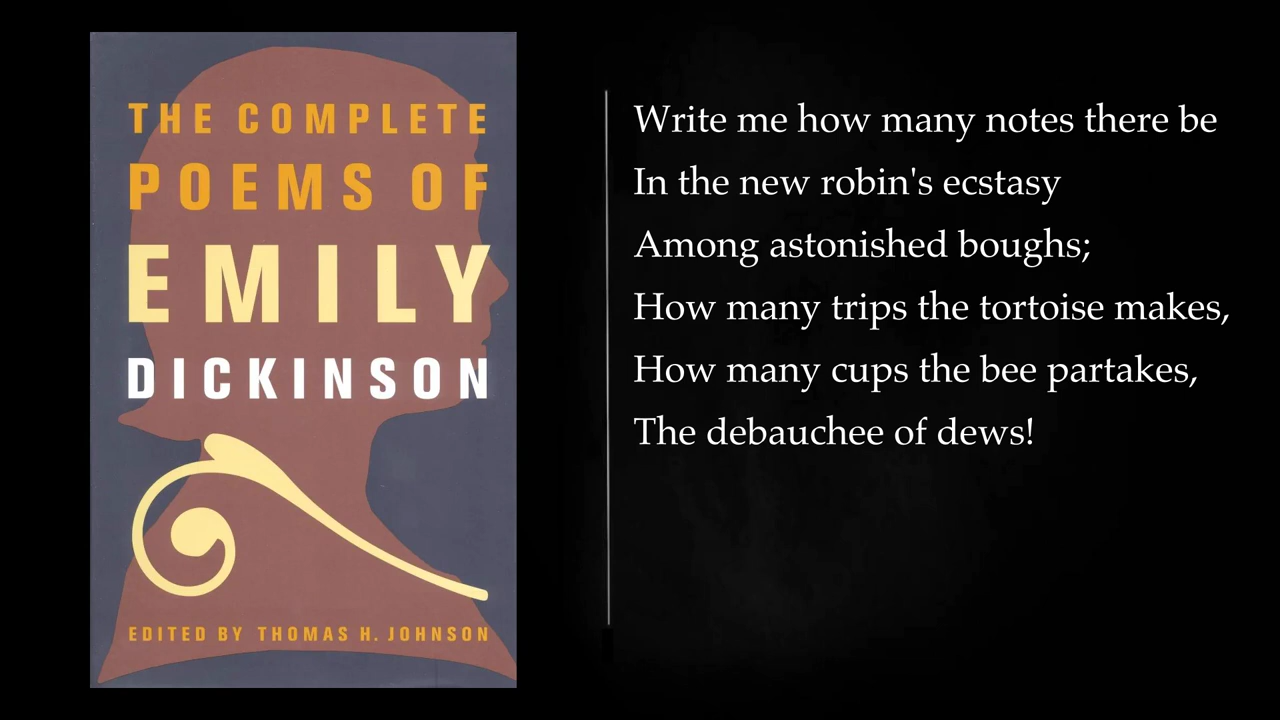 THE COMPLETE
POEMS OF
EMILY
DICKINSON
EDITED BY THOMAS H. JOHNSON
Write me how many notes there be
In the new robin's ecstasy
Among astonished boughs;
How many trips the tortoise makes,
How many cups the bee partakes,
The debauchee of dews!